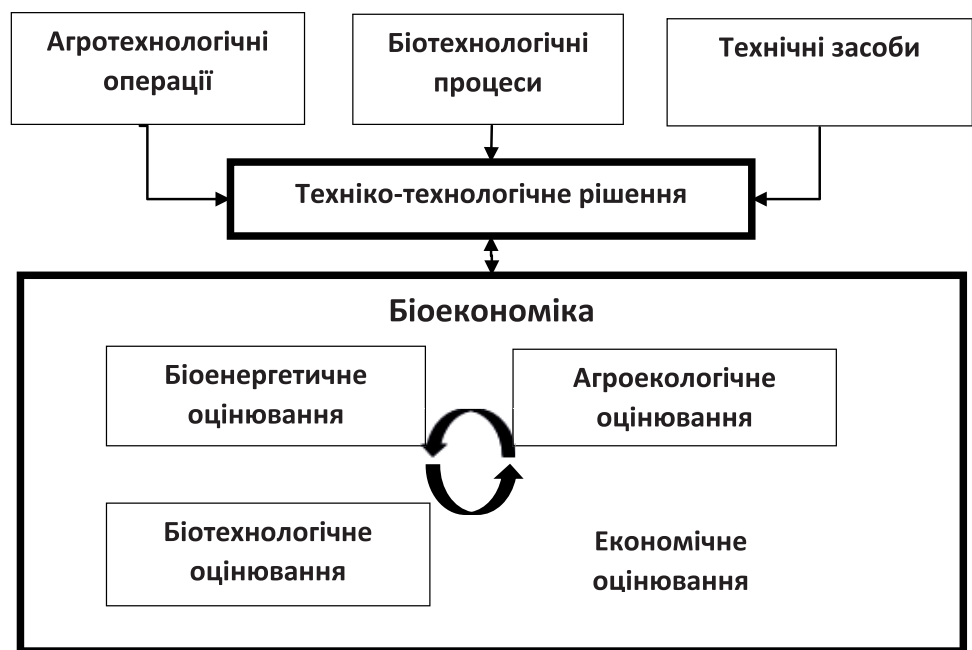 Агротехнологічні
операції
Біотехнологічні
процеси
Технічні засоби
Техніко-технологічне рішення
Біоекономіка
Біоенергетичне
оцінювання
Агроекологічне
оцінювання
Біотехнологічне
оцінювання
Економічне
оцінювання